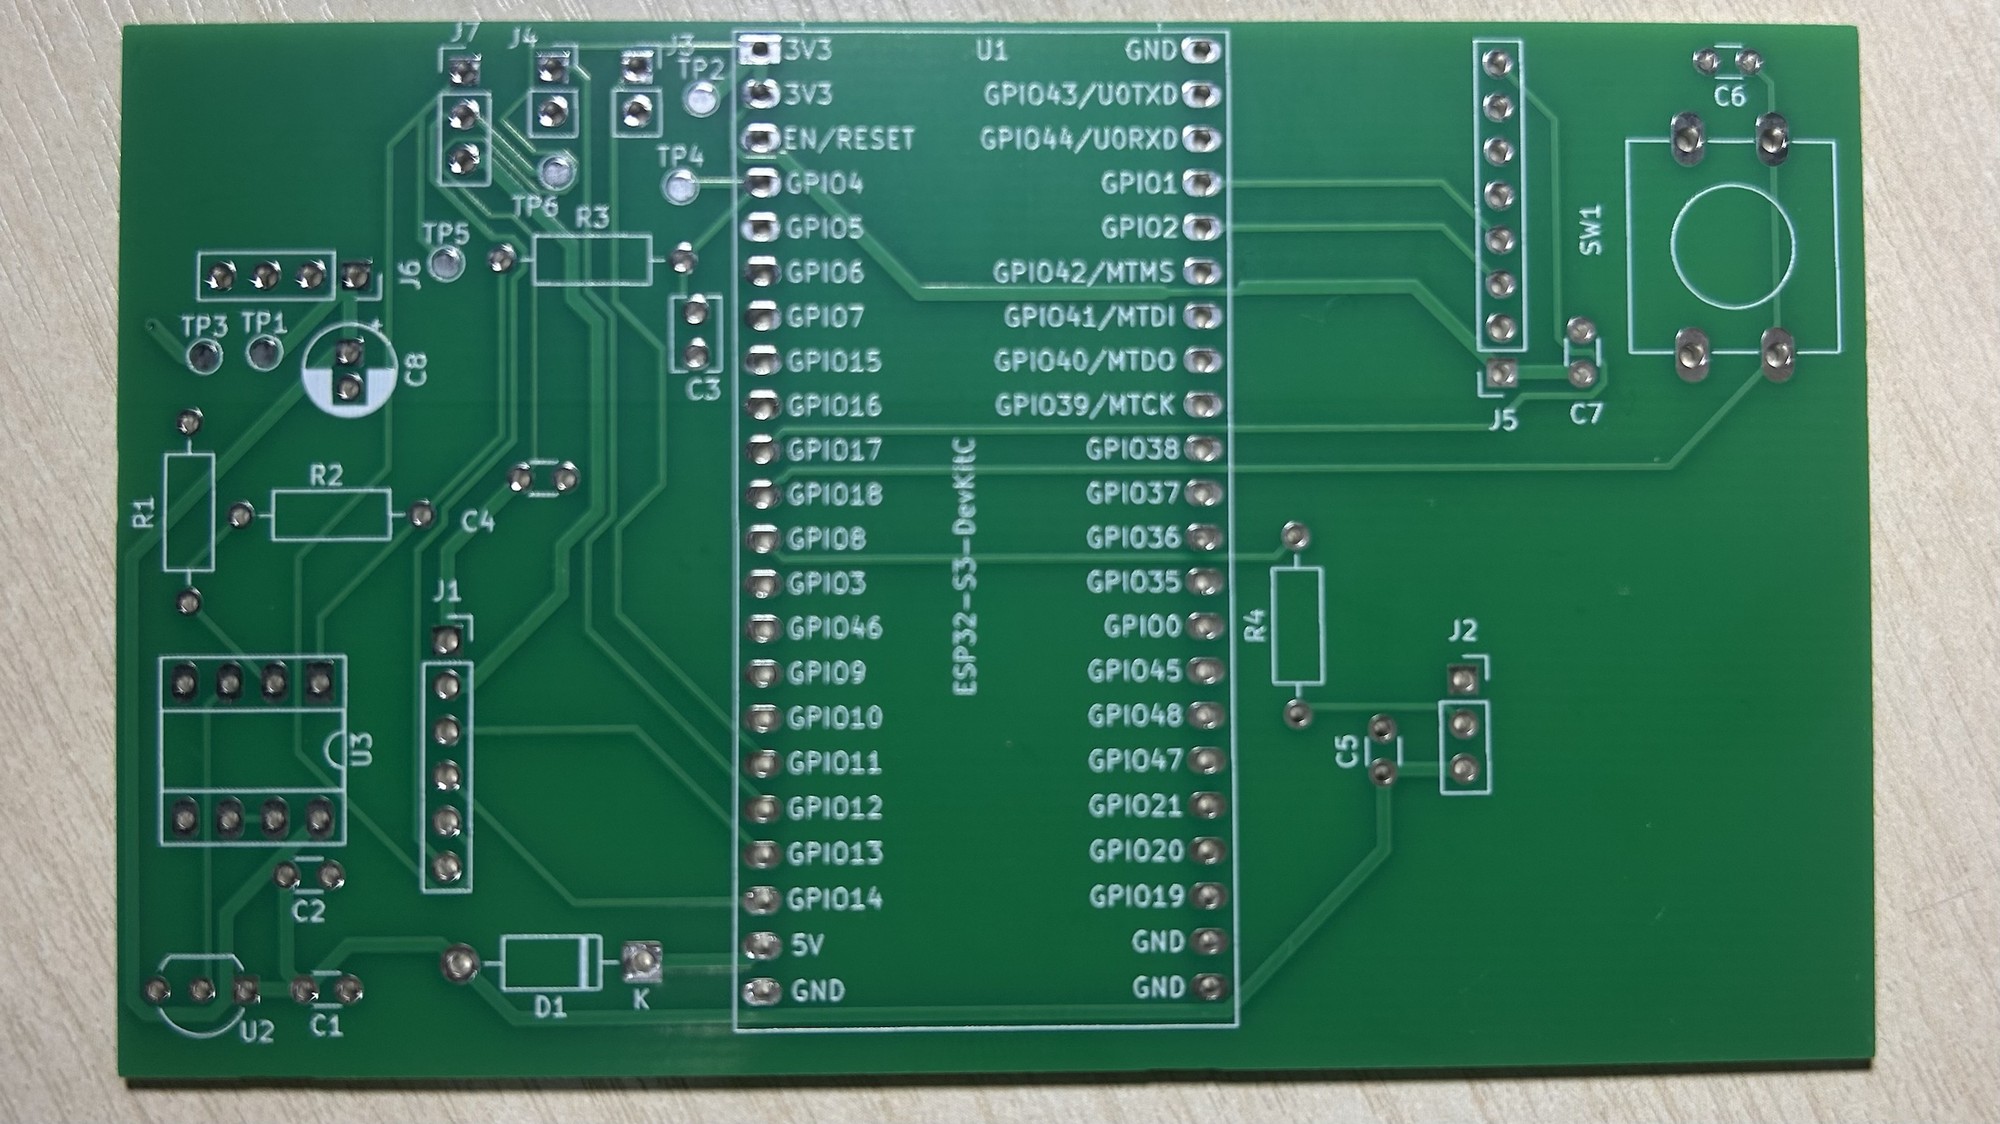 J7
J4
J3
TP2
TP4
TP6
R3
TP5
J6
TP3
TP1
C8
+
C3
R1
R2
C4
J1
U3
C2
U2
C1
D1
K
U1
3V3
3V3
EN/RESET
GPIO4
GPIO5
GPIO6
GPIO7
GPIO15
GPIO16
GPIO17
GPIO18
GPIO8
GPIO3
GPIO46
GPIO9
GPIO10
GPIO11
GPIO12
GPIO13
GPIO14
5V
GND
ESP32-S3-DevKitC
GND
GPIO43/U0TXD
GPIO44/U0RXD
GPIO1
GPIO2
GPIO42/MTMS
GPIO41/MTDI
GPIO40/MTDO
GPIO39/MTCK
GPIO38
GPIO37
GPIO36
GPIO35
GPIO0
GPIO45
GPIO48
GPIO47
GPIO21
GPIO20
GPIO19
GND
GND
C6
SW1
J5
C7
R4
J2
C5